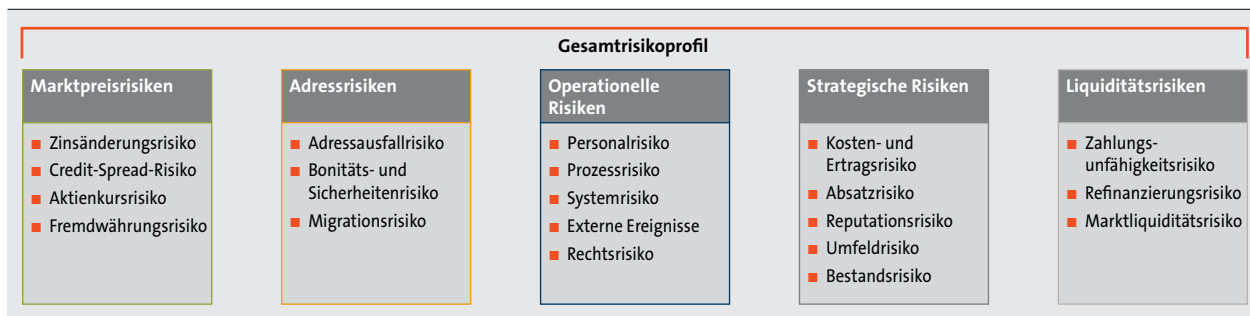 Gesamtrisikoprofil
Marktpreisrisiken
Zinsänderungsrisiko
Credit-Spread-Risiko
Aktienkursrisiko
Fremdwährungsrisiko
Adressrisiken
Adressausfallrisiko
Bonitäts- und
Sicherheitenrisiko
Migrationsrisiko
Operationelle
Risiken
Personalrisiko
Prozessrisiko
Systemrisiko
Externe Ereignisse
Rechtsrisiko
Strategische Risiken
Kosten- und
Ertragsrisiko
Absatzrisiko
Reputationsrisiko
Umfeldrisiko
Bestandsrisiko
Liquiditätsrisiken
Zahlungs-
unfähigkeitsrisiko
Refinanzierungsrisiko
Marktliquiditätsrisiko